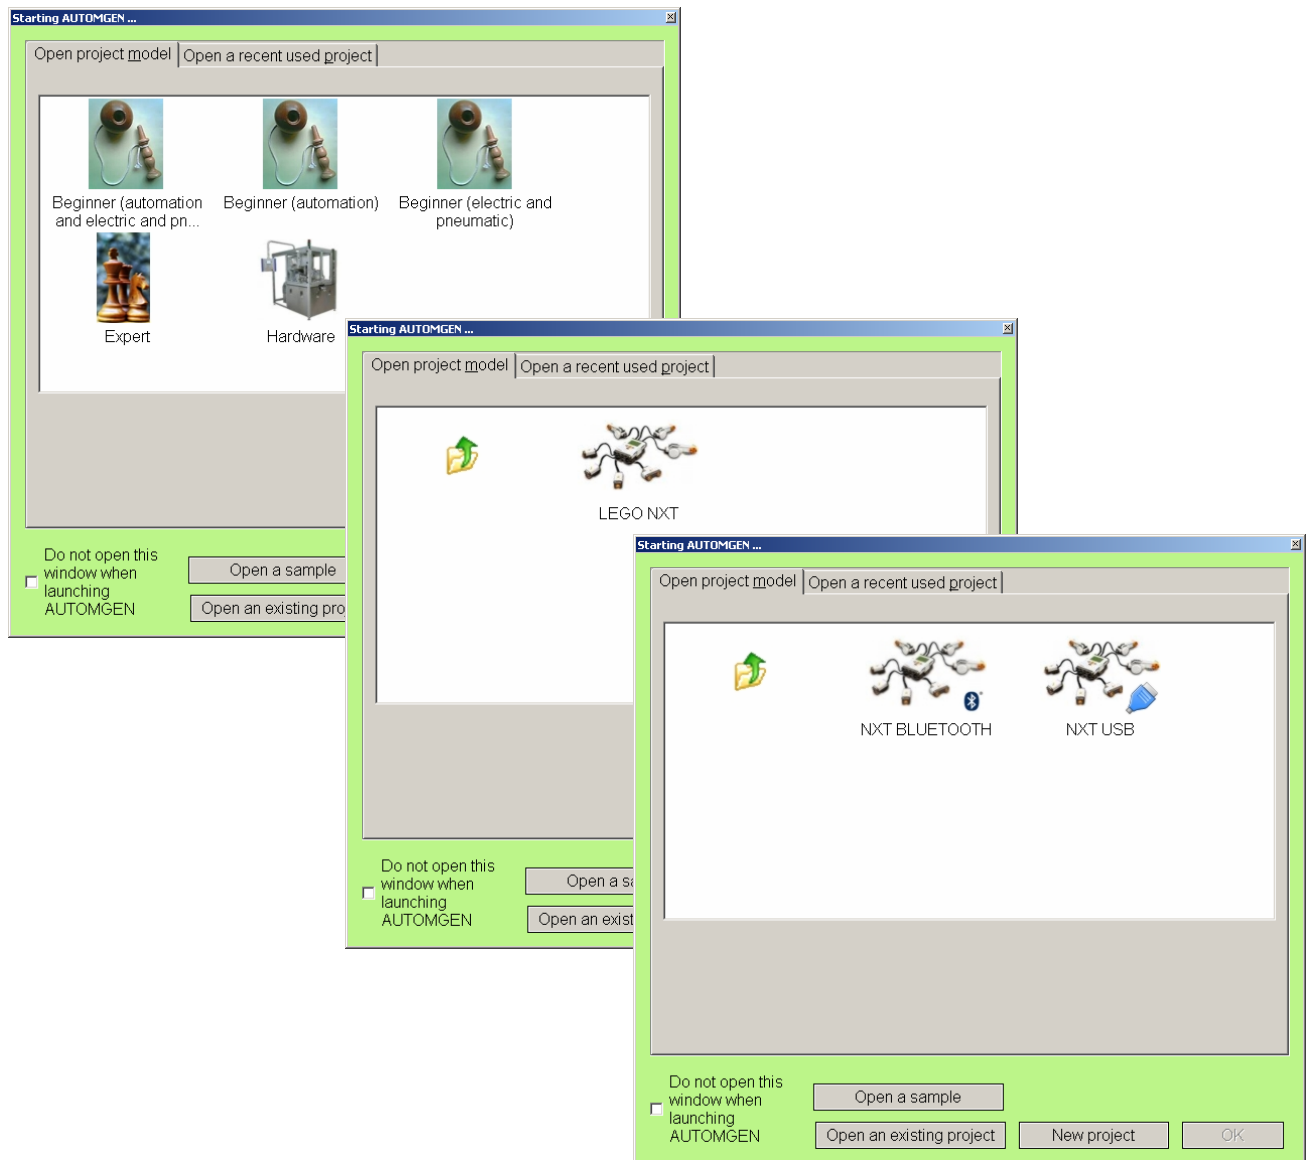 Starting AUTOMGEN ...
Open project model
Open a recent used project
Beginner (automation
and electric and pn...
Beginner (automation)
Beginner (electric and
pneumatic)
Expert
Hardware
Do not open this
window when
launching
AUTOMGEN
Open a sample
Open an existing proj
Starting AUTOMGEN ...
Open project model
Open a recent used project
LEGO NXT
Do not open this
window when
launching
AUTOMGEN
Open a sa
Open an exist
Starting AUTOMGEN ...
Open project model
Open a recent used project
NXT BLUETOOTH
NXT USB
Do not open this
window when
launching
AUTOMGEN
Open a sample
Open an existing project
New project
OK